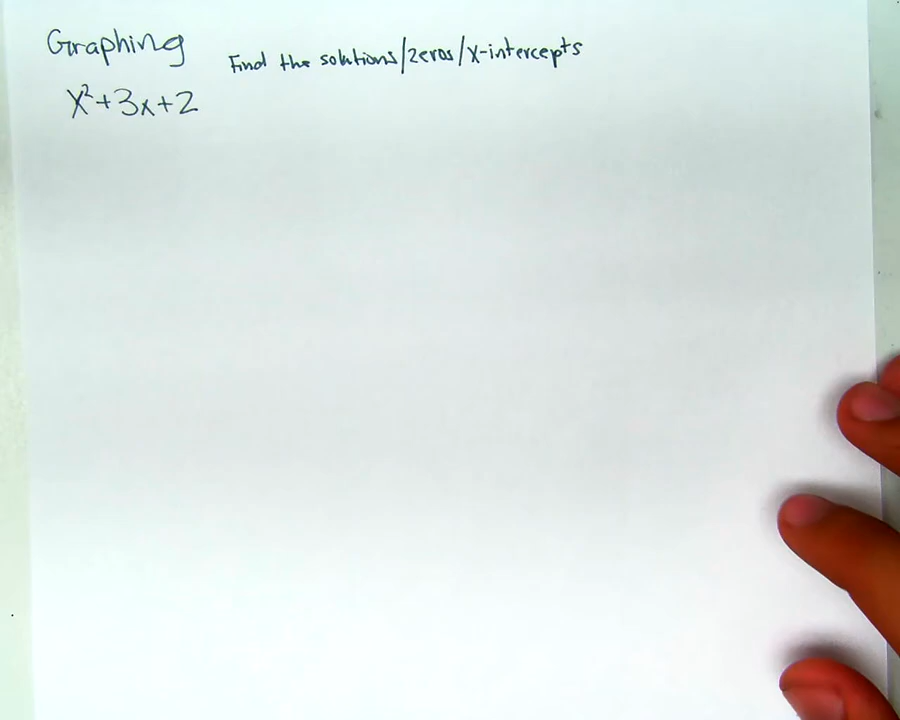 Graphing
Find the solutions/zeros/x-intercepts
x²+3x+2